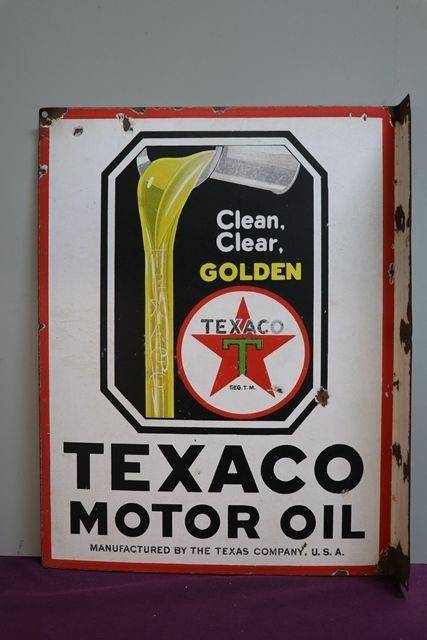 Clean,
Clear,
GOLDEN
TEXACO
T
REG. T. M.
TEXACO
MOTOR OIL
MANUFACTURED BY THE TEXAS COMPANY, U. S. A.